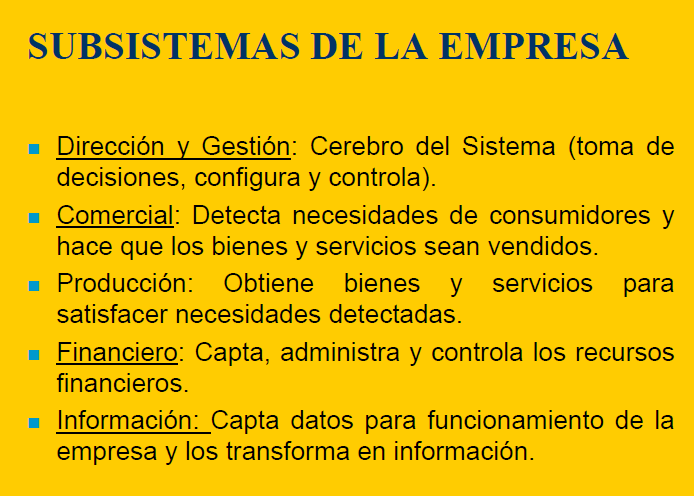 SUBSISTEMAS DE LA EMPRESA
Dirección y Gestión: Cerebro del Sistema (toma de
decisiones, configura y controla).
Comercial: Detecta necesidades de consumidores y
hace que los bienes y servicios sean vendidos.
Producción: Obtiene bienes y servicios para
satisfacer necesidades detectadas.
Financiero: Capta, administra y controla los recursos
financieros.
Información: Capta datos para funcionamiento de la
empresa y los transforma en información.